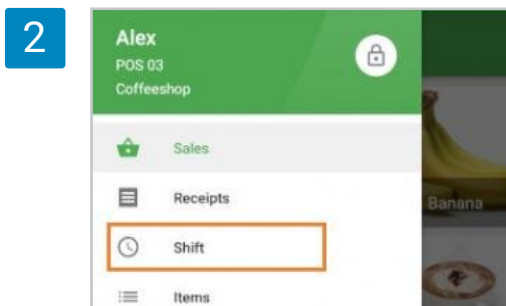 2
Alex
POS 03
Coffeeshop
Sales
Receipts
Banana
Shift
Items